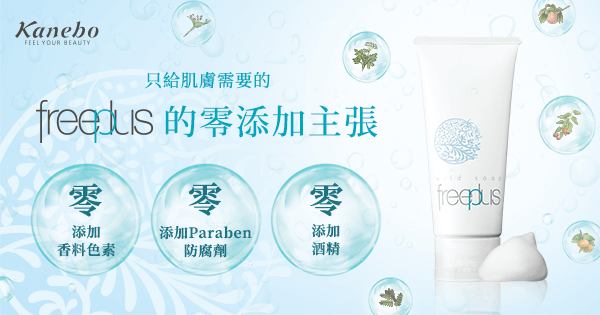 Kanebo
FEEL YOUR BEAUTY
只給肌膚需要的
freeplus 的零添加主張
零
添加
香料色素
零
添加Paraben
防腐劑
零
添加
酒精
mild soap
freeplus